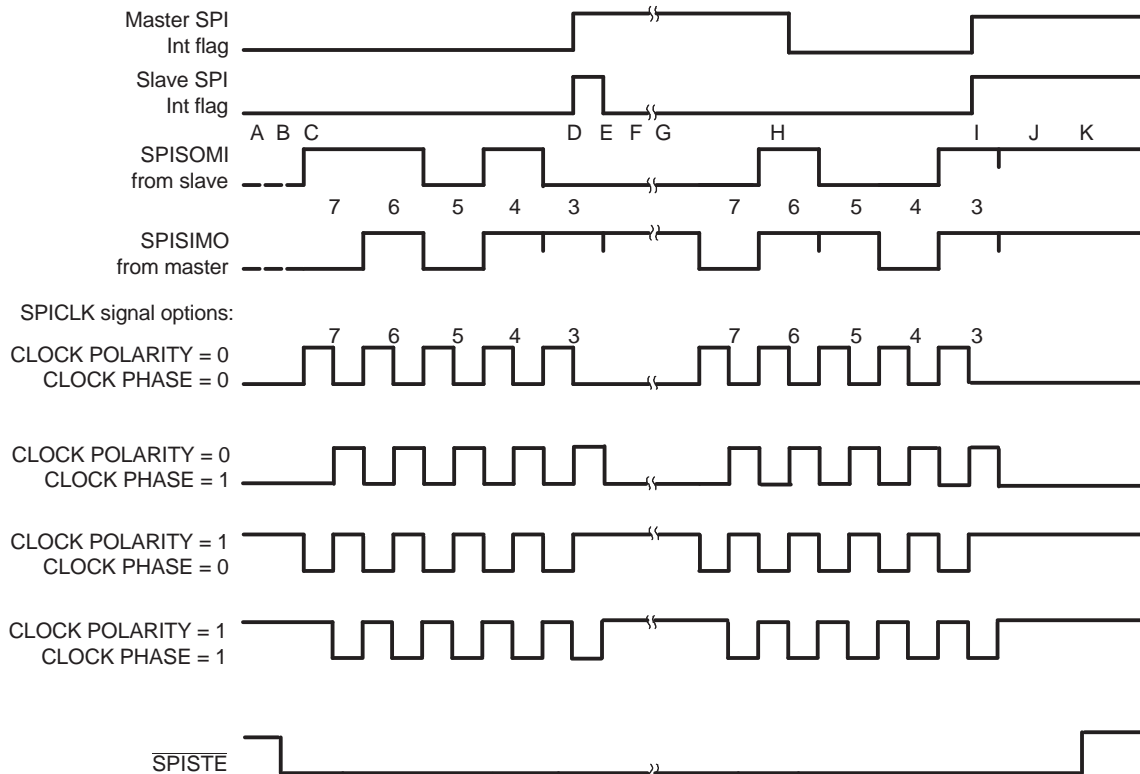 Master SPI
Int flag
Slave SPI
Int flag
A B C D E F G H I J K
SPISOMI
from slave
7 6 5 4 3 7 6 5 4 3
SPISIMO
from master
SPICLK signal options:
7 6 5 4 3 7 6 5 4 3
CLOCK POLARITY = 0
CLOCK PHASE = 0
CLOCK POLARITY = 0
CLOCK PHASE = 1
CLOCK POLARITY = 1
CLOCK PHASE = 0
CLOCK POLARITY = 1
CLOCK PHASE = 1
SPISTE